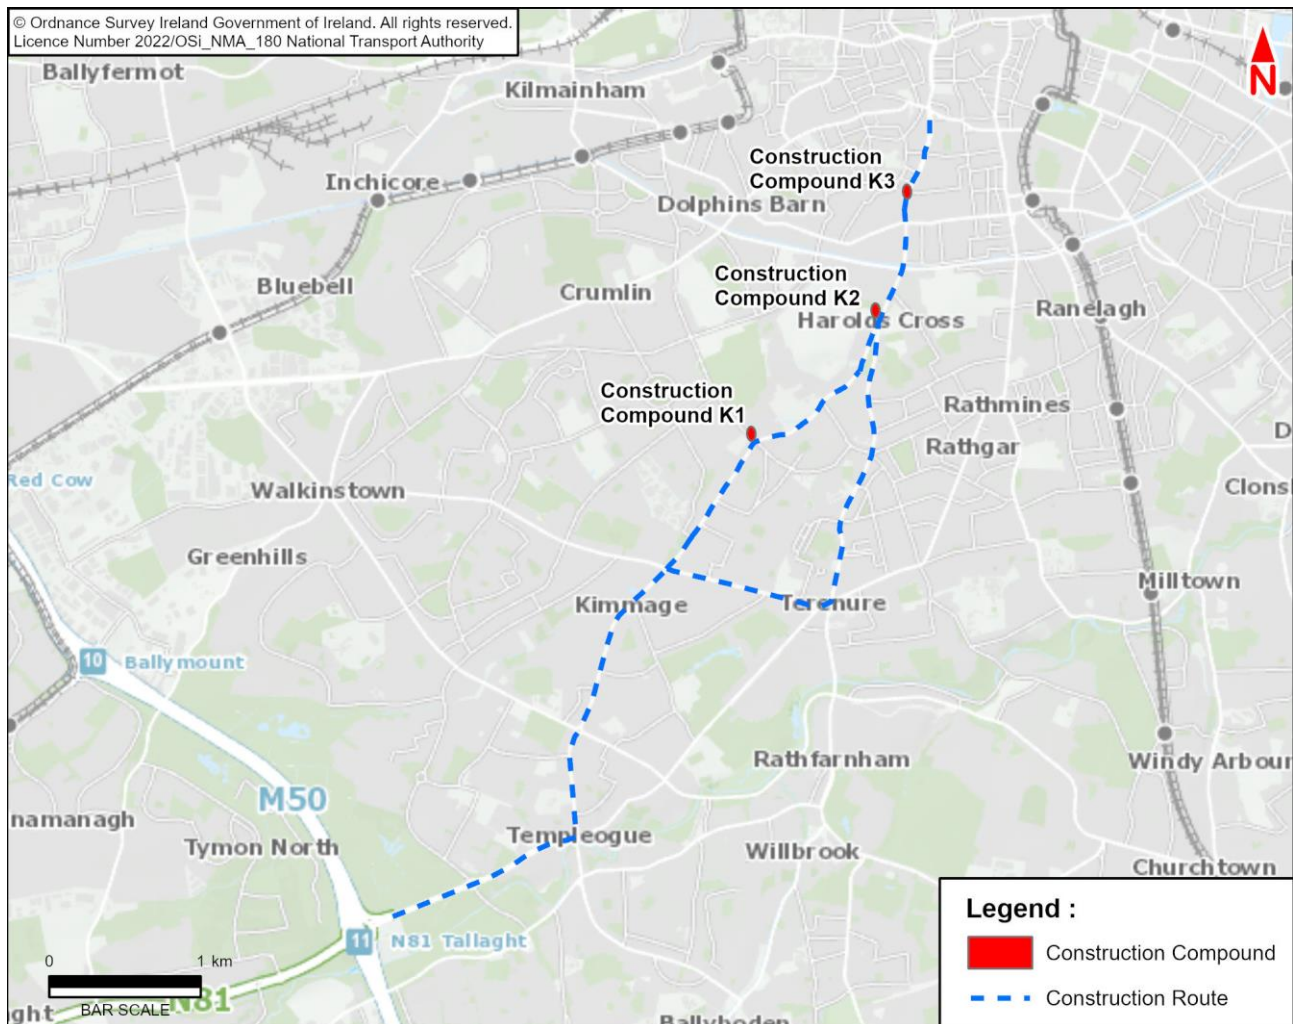 © Ordnance Survey Ireland Government of Ireland. All rights reserved.
Licence Number 2022/OSi_NMA_180 National Transport Authority
N
Ballyfermot
Kilmainham
Construction
Compound K3
Inchicore
Dolphins Barn
Construction
Compound K2
Bluebell
Crumlin
Ranelagh
Harolds Cross
Construction
Compound K1
Rathmines
D
Rathgar
Red Cow
Walkinstown
Clonsl
Greenhills
Milltown
Kimmage
Terenure
10
Ballymount
Rathfarnham
Windy Arbour
M50
namanagh
Templeogue
Tymon North
Willbrook
Churchtown
11
N81 Tallaght
0
1 km
N81
BAR SCALE
ght
Ballyboden
Legend :
Construction Compound
Construction Route